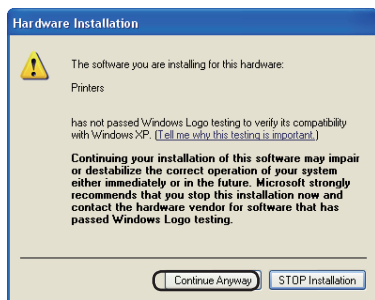 Hardware Installation
The software you are installing for this hardware:
Printers
has not passed Windows Logo testing to verify its compatibility
with Windows XP. (Tell me why this testing is important.)
Continuing your installation of this software may impair
or destabilize the correct operation of your system
either immediately or in the future. Microsoft strongly
recommends that you stop this installation now and
contact the hardware vendor for software that has
passed Windows Logo testing.
Continue Anyway STOP Installation